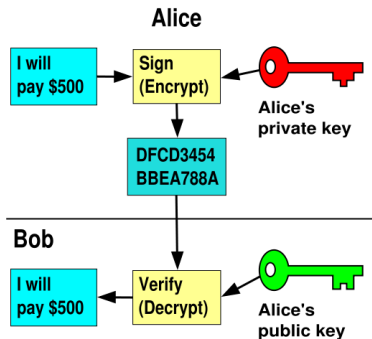 Alice
I will
pay $500
Sign
(Encrypt)
Alice's
private key
DFCD3454
BBEA788A
Bob
I will
pay $500
Verify
(Decrypt)
Alice's
public key